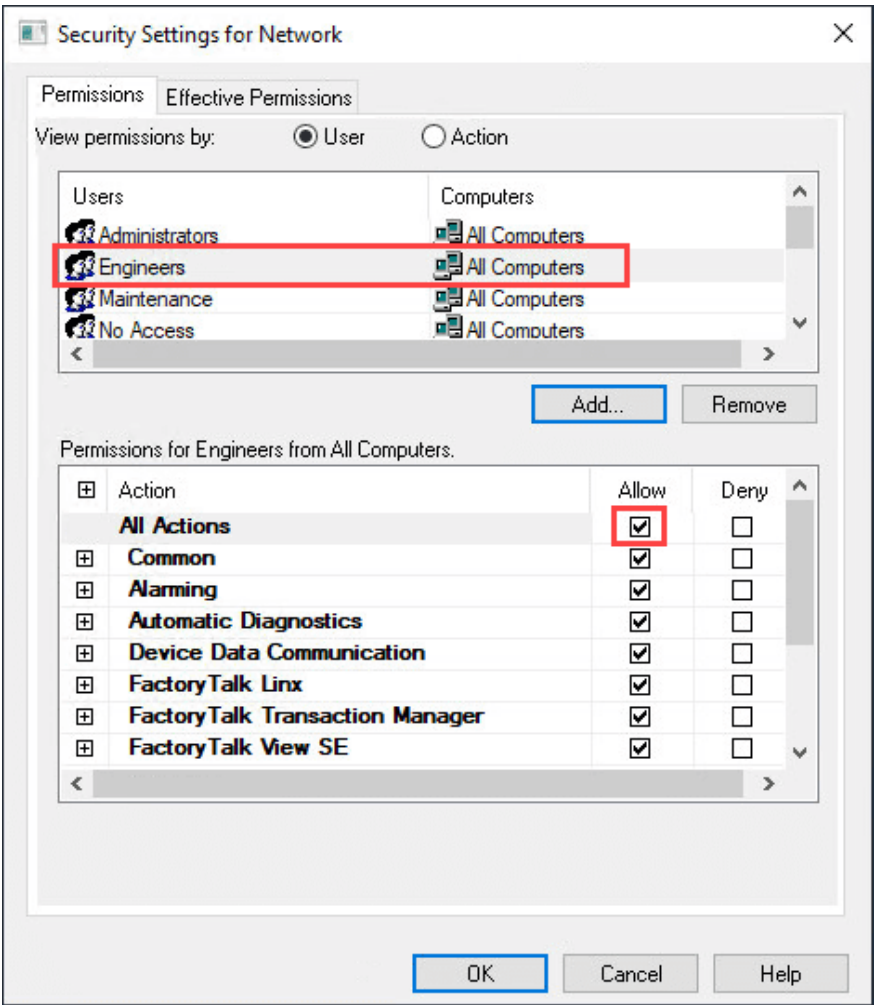 Security Settings for Network
Permissions Effective Permissions
View permissions by: User Action
Users Computers
Administrators All Computers
Engineers All Computers
Maintenance All Computers
No Access All Computers
Add... Remove
Permissions for Engineers from All Computers.
Action Allow Deny
All Actions
Common
Alarming
Automatic Diagnostics
Device Data Communication
FactoryTalk Linx
FactoryTalk Transaction Manager
FactoryTalk View SE
OK Cancel Help